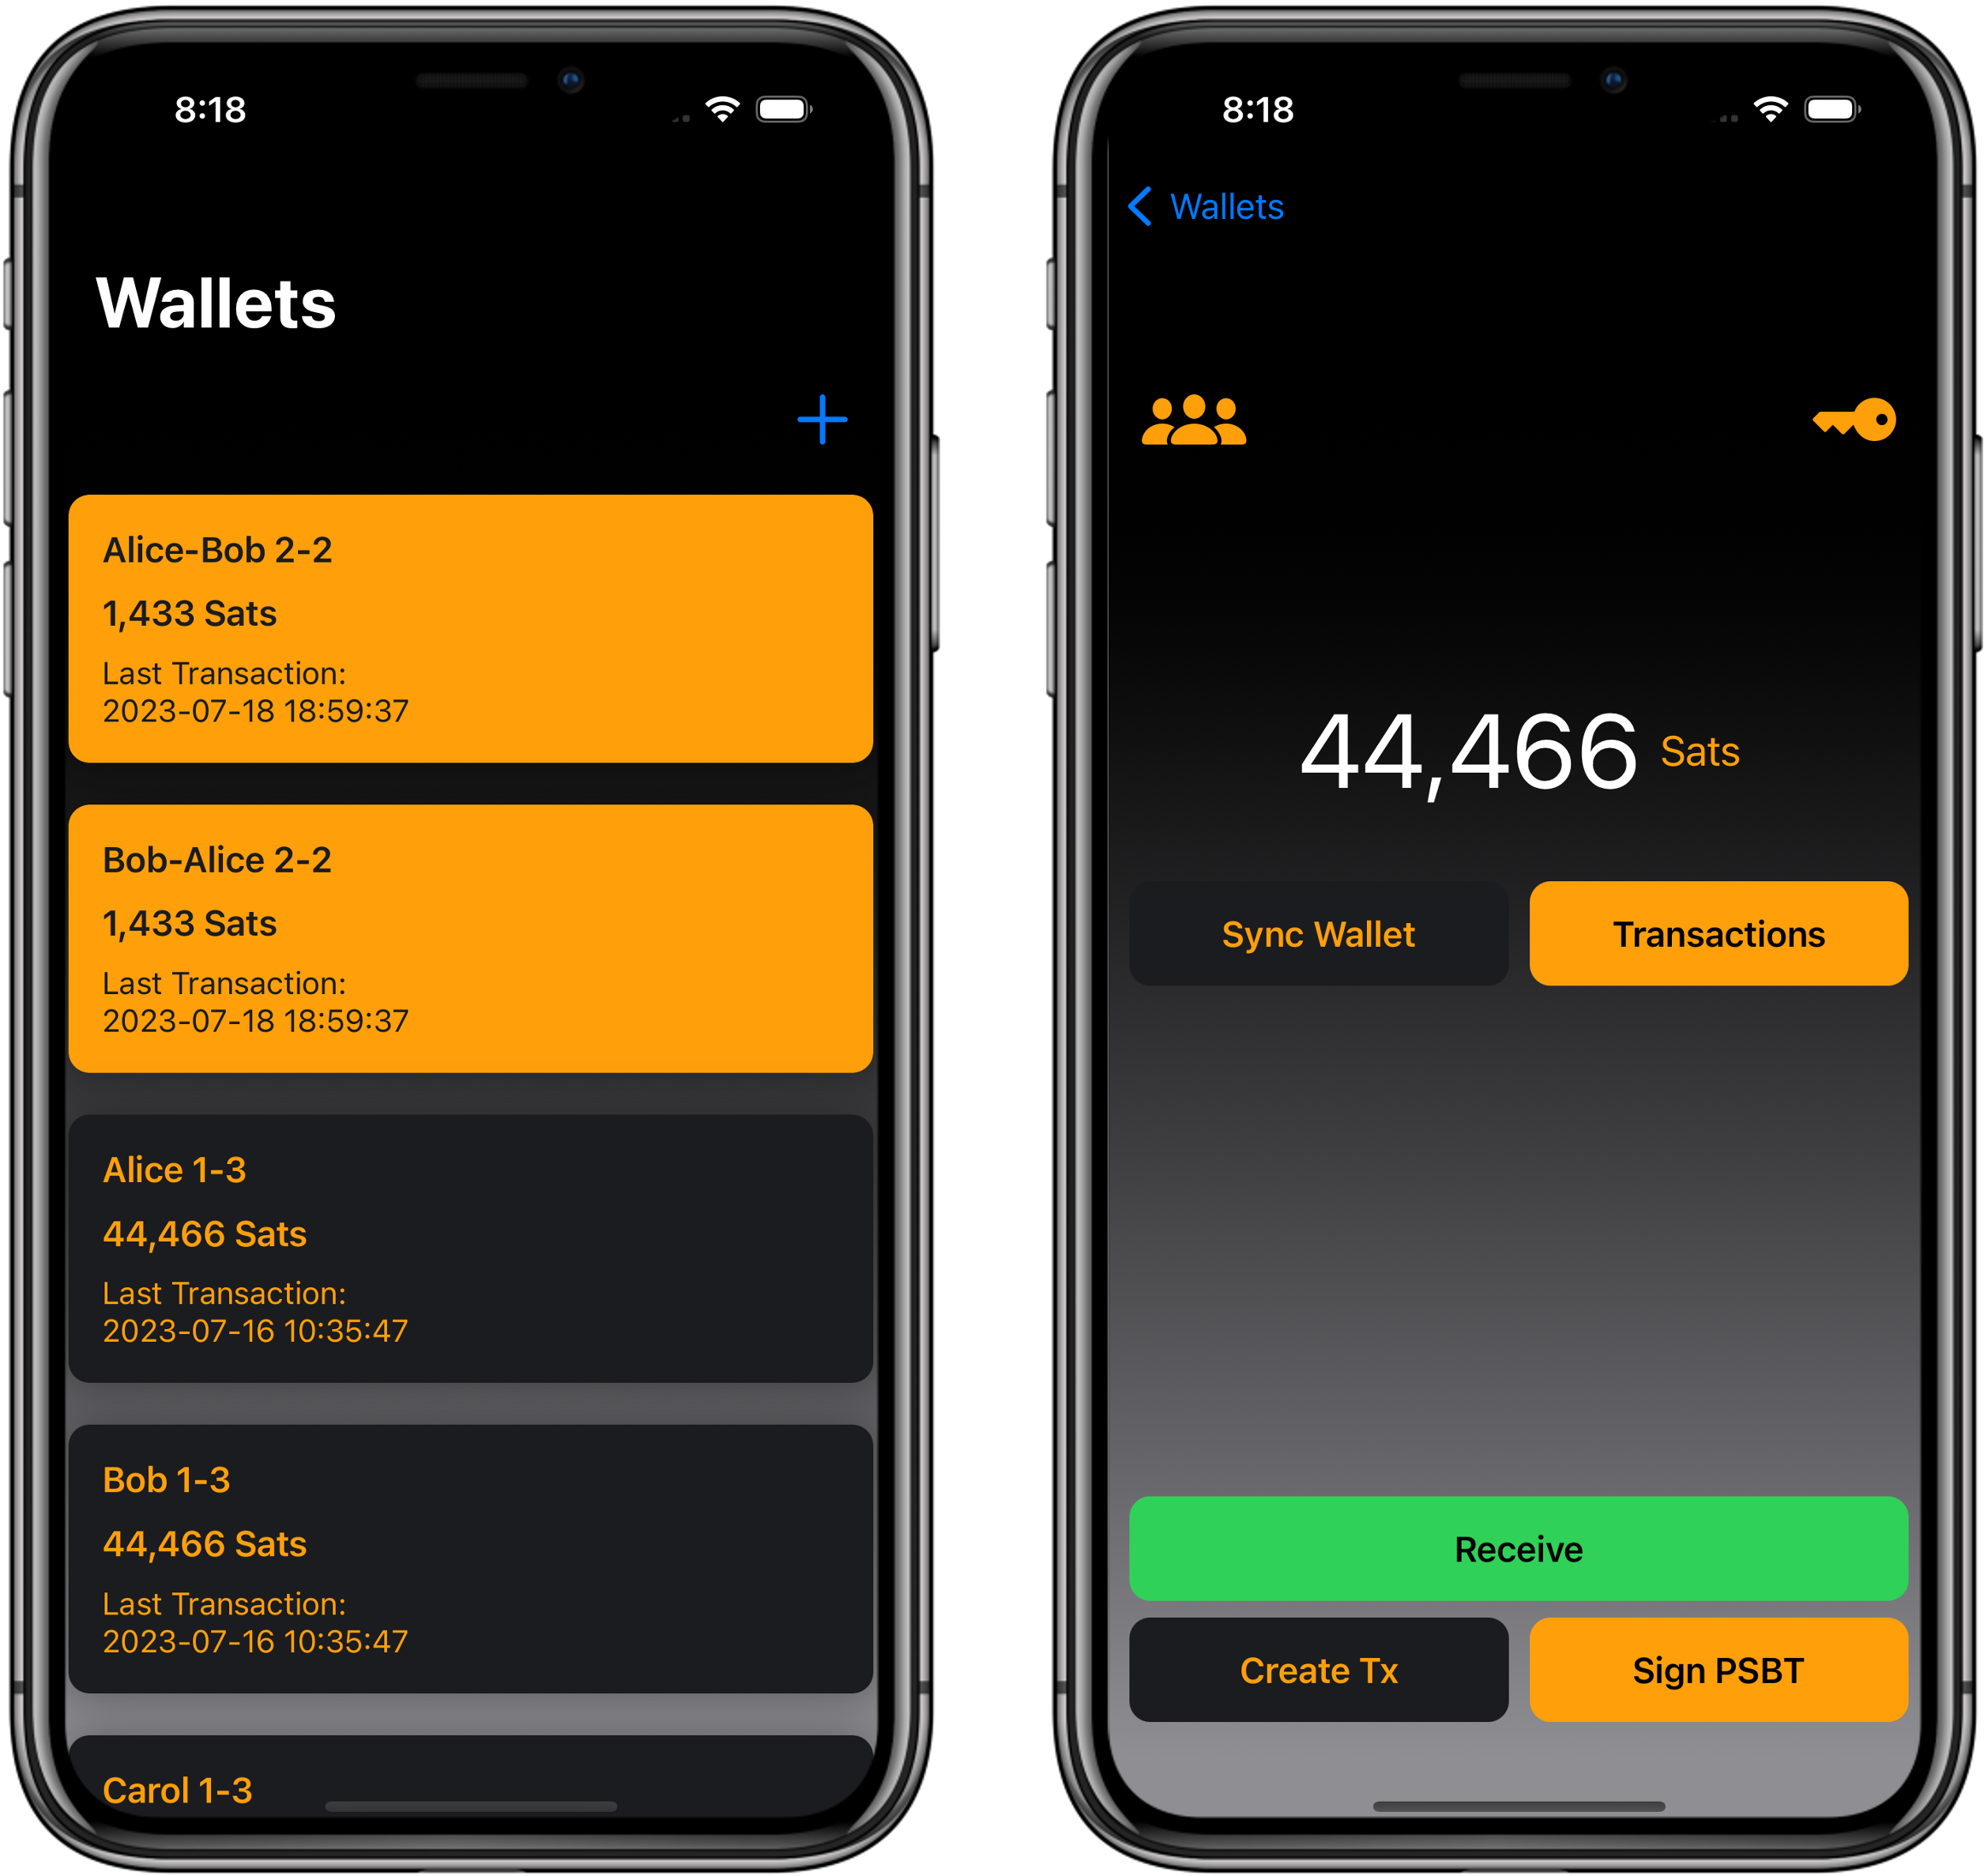 8:18
Wallets
Alice-Bob 2-2
1,433 Sats
Last Transaction:
2023-07-18 18:59:37
Bob-Alice 2-2
1,433 Sats
Last Transaction:
2023-07-18 18:59:37
Alice 1-3
44,466 Sats
Last Transaction:
2023-07-16 10:35:47
Bob 1-3
44,466 Sats
Last Transaction:
2023-07-16 10:35:47
Carol 1-3
8:18
Wallets
44,466 Sats
Sync Wallet
Transactions
Receive
Create Tx
Sign PSBT